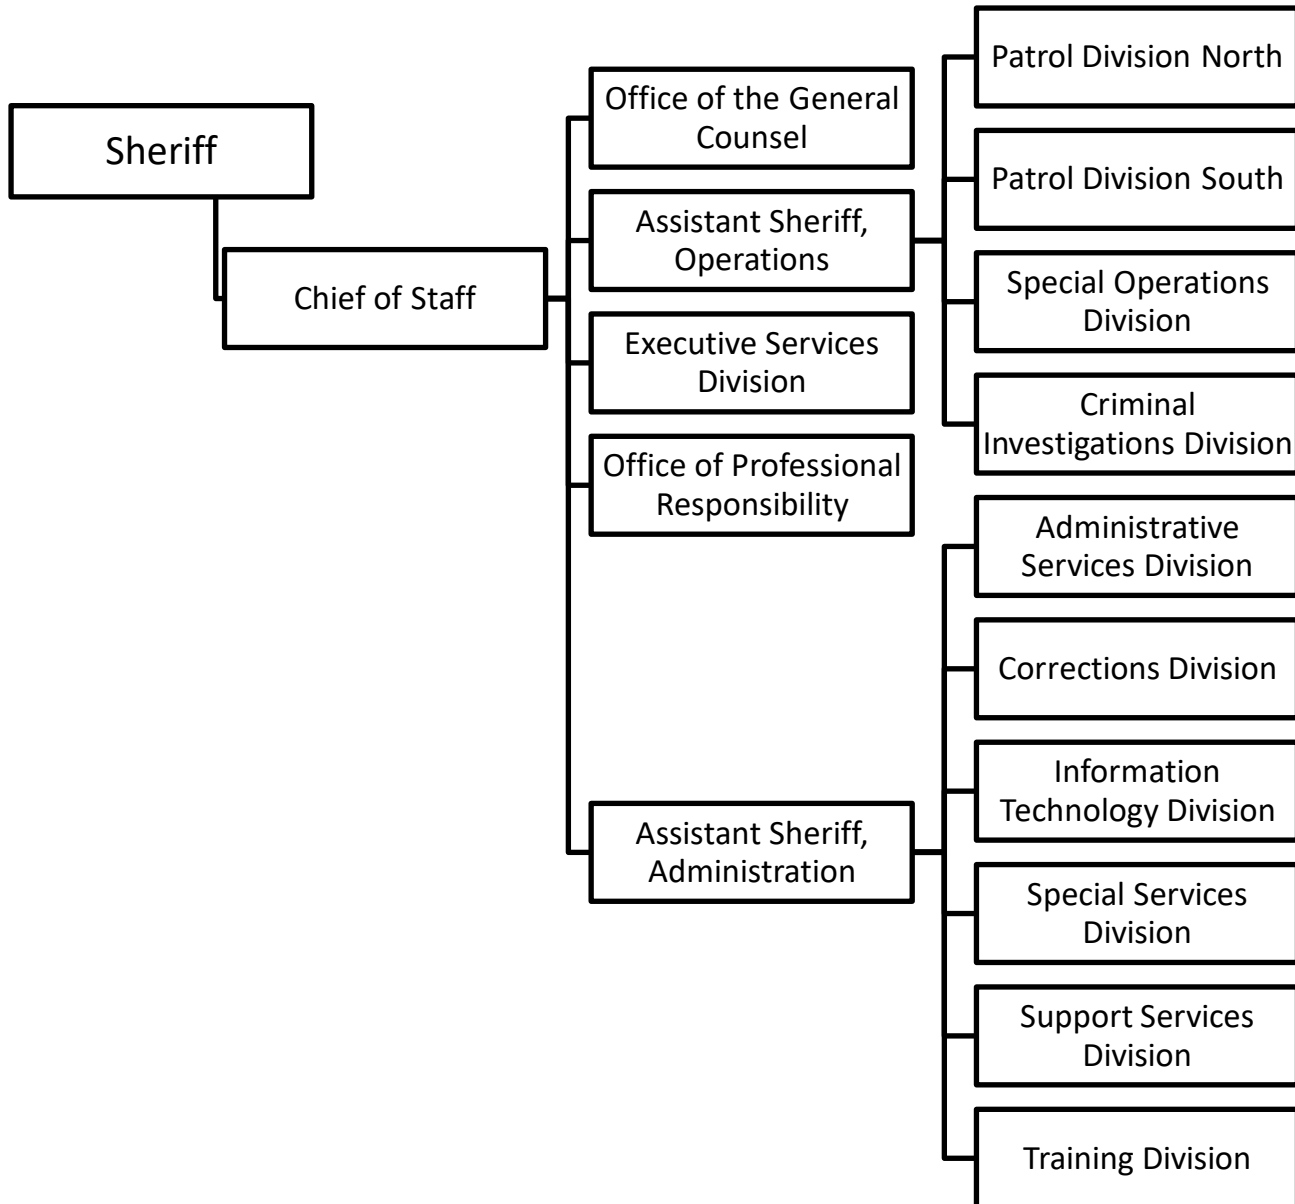 Sheriff
Chief of Staff
Office of the General
Counsel
Assistant Sheriff,
Operations
Executive Services
Division
Office of Professional
Responsibility
Assistant Sheriff,
Administration
Patrol Division North
Patrol Division South
Special Operations
Division
Criminal
Investigations Division
Administrative
Services Division
Corrections Division
Information
Technology Division
Special Services
Division
Support Services
Division
Training Division